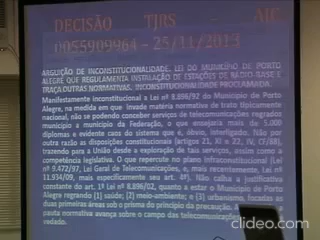 DECISÃO TJRS AIC.
0055909964 - 25/11/2013
ARGUIÇÃO DE INCONSTITUCIONALIDADE. LEI DO MUNICÍPIO DE PORTO
ALEGRE QUE REGULAMENTA INSTALAÇÃO DE ESTAÇÕES DE RÁDIO BASE E
TRAÇA OUTRAS NORMATIVAS. INCONSTITUCIONALIDADE PROCLAMADA.
Manifestamente inconstitucional a Lei nº 8.896/02 do Município de Porto
Alegre, na medida em que invade matéria normativa de trato tipicamente
nacional, não se podendo conceber serviços de telecomunicações regrados
município a município da Federação, o que ensejaria mais de 5.000
diplomas e evidente caos do sistema que é, óbvio, interligado. Não por
outra razão as disposições constitucionais (artigos 21, XI e 22, IV, CF/88),
trazendo para a União desde a exploração de tais serviços, assim como a
competência legislativa. O que repercute no plano infraconstitucional (Lei
9.472/97, Lei Geral de Telecomunicações, e, mais recentemente, Lei nº
11.934/09, mais especificamente seu art. 4º). Não calha a justificativa
constante do art. 1º Lei nº 8.896/02, quanto a estar o Município de Porto
Alegre regrando [1] saúde; [2] meio-ambiente; e [3] urbanismo, focadas as
duas primeiras áreas sob o prisma do princípio da precaução.
pauta normativa avança sobre o campo das telecomunicações
vedado.
clideo.com